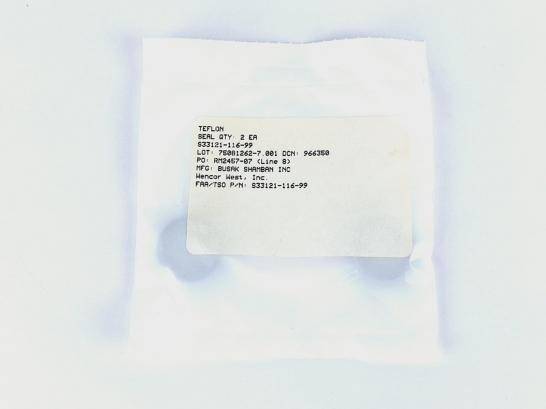 TEFLON
SEAL QTY: 2 EA
S33121-116-99
LOT: 75081262-7.001 DCN: 966350
PO: RM2457-07 (Line 8)
MFG: BUSAK SHAMBAN INC
Wencor West, Inc.
FAA/TSO P/N: S33121-116-99